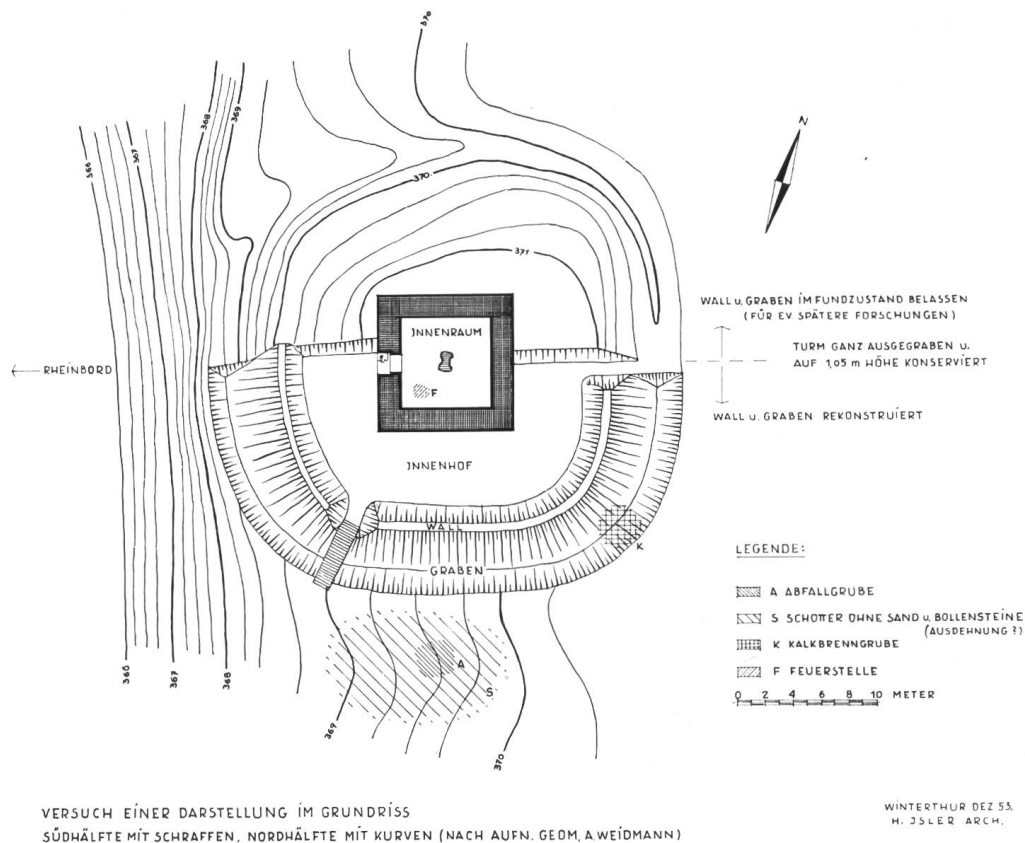 370
N
368
369
367
366
370.
371
WALL u. GRABEN IM FUNDZUSTAND BELASSEN
(FÜR EV. SPÄTERE FORSCHUNGEN)
INNENRAUM
TURM GANZ AUSGEGRABEN U.
AUF 1,05 m HÖHE KONSERVIERT
RHEINBORD
F
WALL u. GRABEN REKONSTRUIERT
INNENHOF
WALL
K
GRABEN
LEGENDE:
A ABFALLGRUBE
S SCHOTTER OHNE SAND u. BOLLENSTEINE
(AUSDEHNUNG ?)
K KALKBRENNGRUBE
F FEUERSTELLE
0 2 4 6 8 10 METER
A
S
366
367
368
369
370
VERSUCH EINER DARSTELLUNG IM GRUNDRISS
SÜDHÄLFTE MIT SCHRAFFEN, NORDHÄLFTE MIT KURVEN (NACH AUFN. GEOM. A. WEIDMANN)
WINTERTHUR DEZ 53.
H. ISLER ARCH.